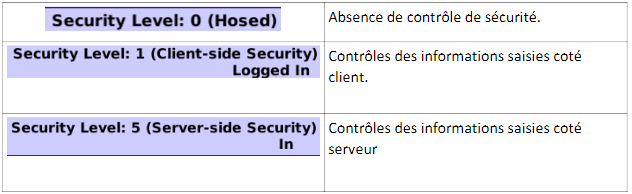 Security Level: 0 (Hosed)
Absence de contrôle de sécurité.
Security Level: 1 (Client-side Security)
Logged In
Contrôles des informations saisies coté
client.
Security Level: 5 (Server-side Security)
In
Contrôles des informations saisies coté
serveur